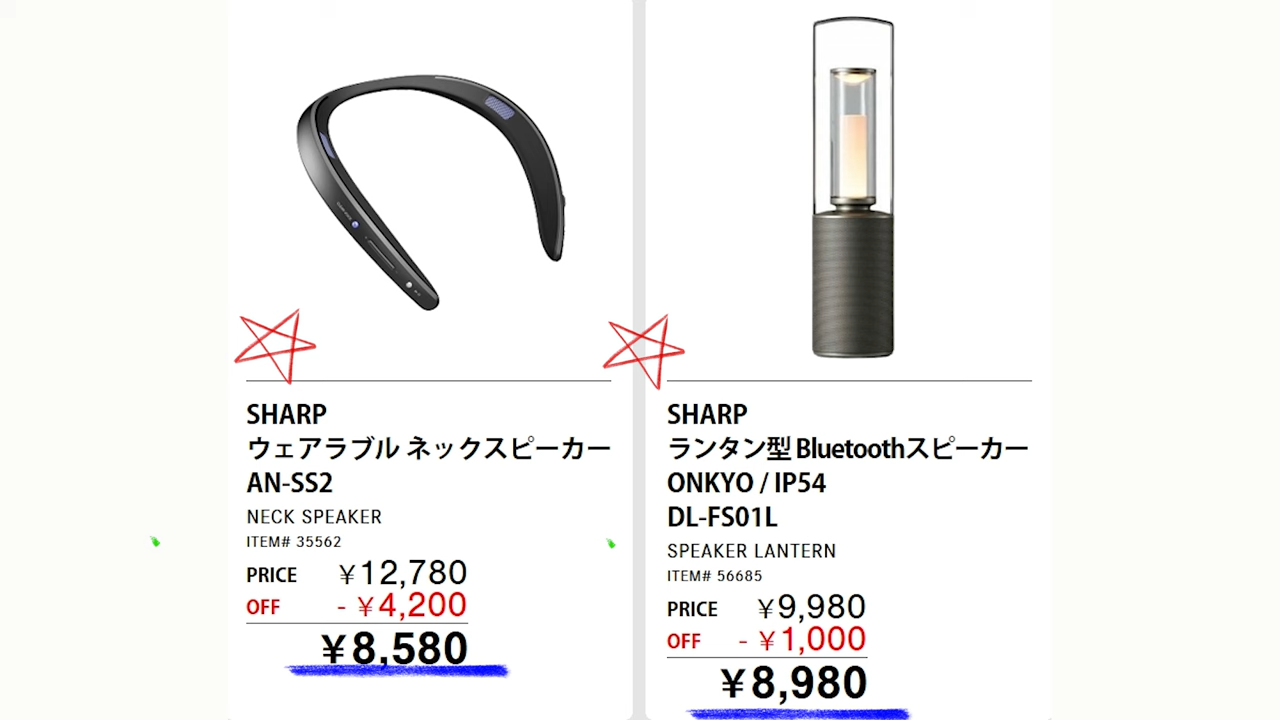 SHARP
ウェアラブル ネックスピーカー
AN-SS2
NECK SPEAKER
ITEM# 35562
PRICE ¥12,780
OFF - ¥4,200
¥8,580
SHARP
ランタン型 Bluetoothスピーカー
ONKYO / IP54
DL-FS01L
SPEAKER LANTERN
ITEM# 56685
PRICE ¥9,980
OFF - ¥1,000
¥8,980